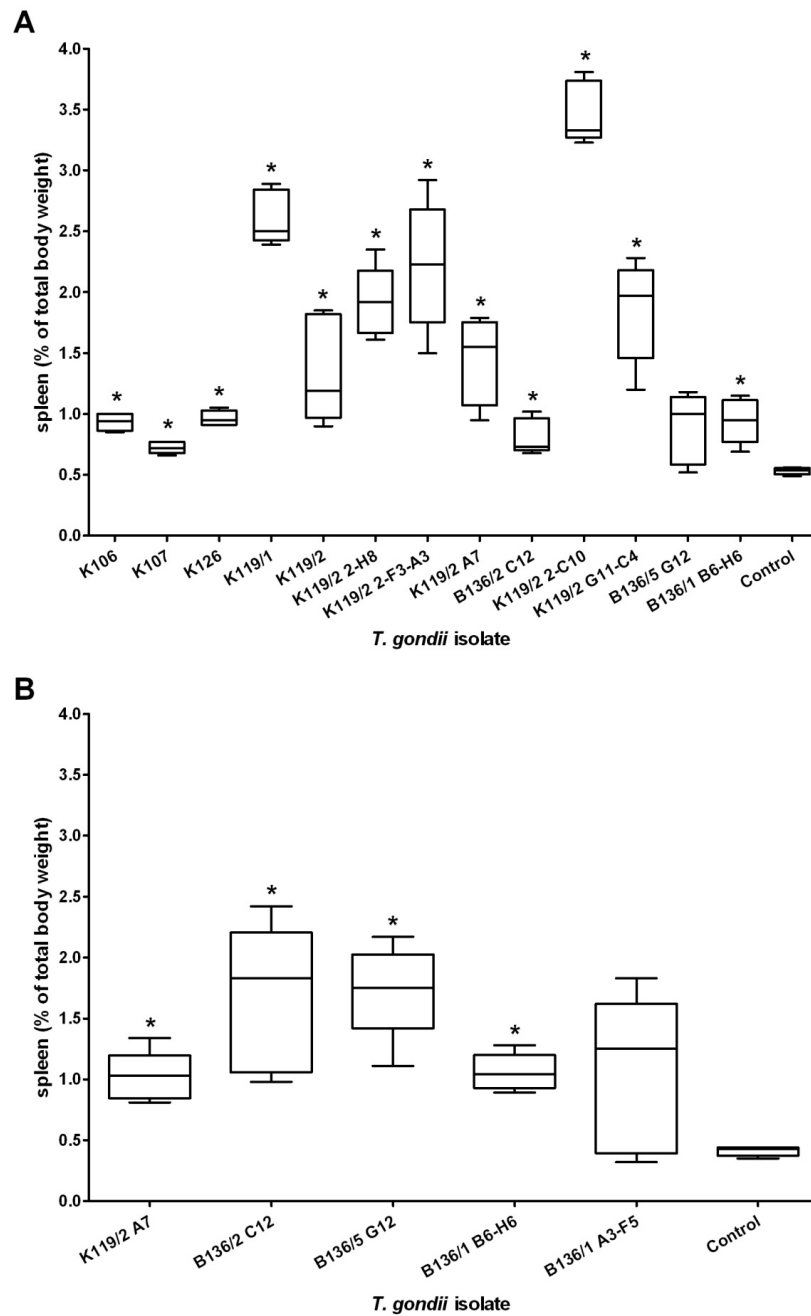 A
4.0
3.5
3.0
2.5
2.0
1.5
1.0
0.5
0.0
spleen (% of total body weight)
* * * * * * * * * * * *
K106 K107 K126 K119/1 K119/2 K119/2 2-H8 K119/2 2-F3-A3 K119/2 A7 B136/2 C12 K119/2 2-C10 K119/2 G11-C4 B136/5 G12 B136/1 B6-H6 Control
T. gondii isolate
B
4.0
3.5
3.0
2.5
2.0
1.5
1.0
0.5
0.0
spleen (% of total body weight)
* * * *
K119/2 A7 B136/2 C12 B136/5 G12 B136/1 B6-H6 B136/1 A3-F5 Control
T. gondii isolate